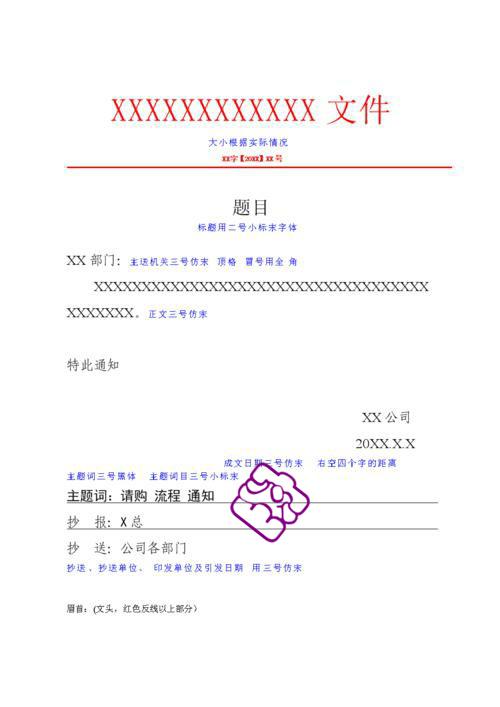 XXXXXXXXXXXX 文件
大小根据实际情况
XX字【20XX】XX号
题目
标题用二号小标宋字体
XX 部门：主送机关三号仿宋 顶格 冒号用全 角
XXXXXXXXXXXXXXXXXXXXXXXXXXXXXXXXXXX
XXXXXXX。正文三号仿宋
特此通知
XX 公司
20XX.X.X
成文日期三号仿宋 右空四个字的距离
主题词三号黑体 主题词目三号小标宋
主题词：请购 流程 通知
抄 报：X 总
抄 送：公司各部门
抄送、抄送单位、 印发单位及引发日期 用三号仿宋
眉首：(文头，红色反线以上部分）